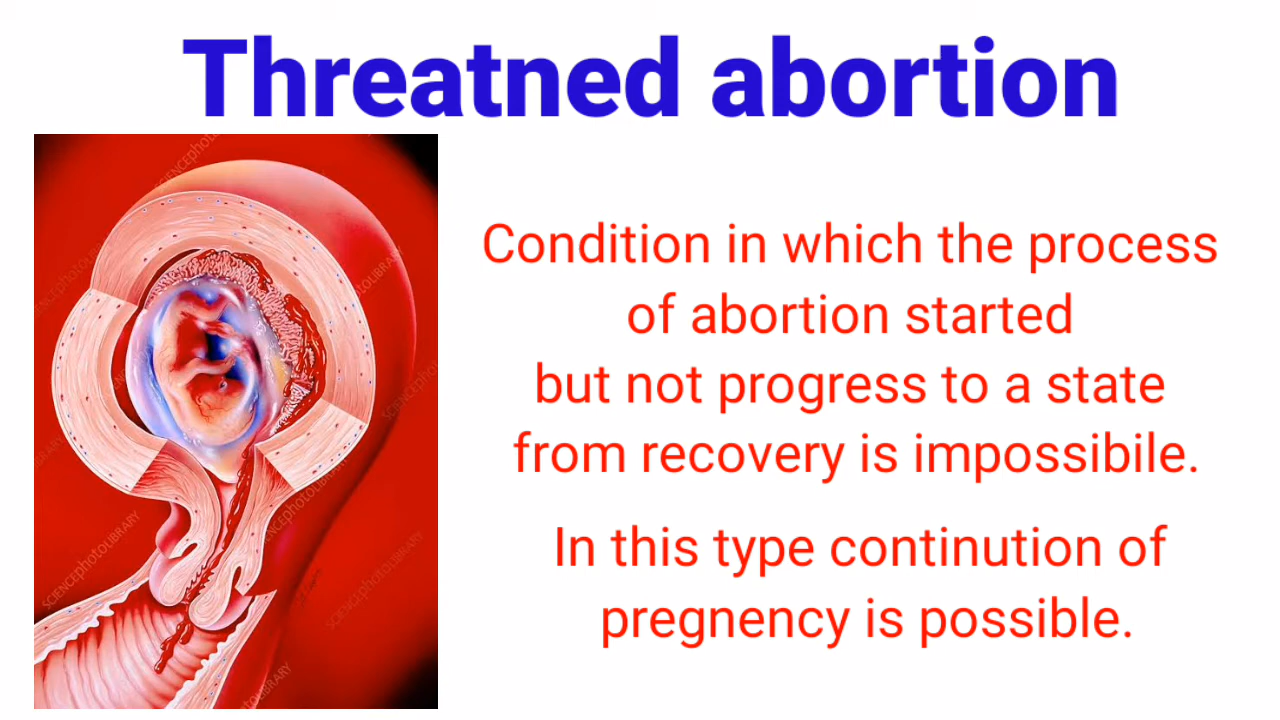 Threatned abortion
Condition in which the process
of abortion started
but not progress to a state
from recovery is impossibile.
In this type continution of
pregnency is possible.
SCIENCEphotoLIBRARY